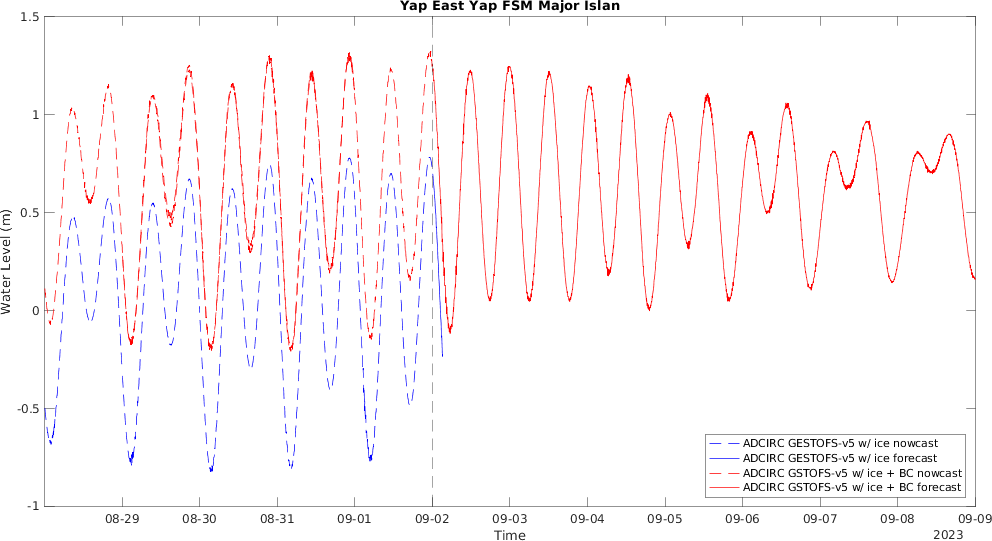 Yap East Yap FSM Major Islan
Water Level (m)
1.5
1
0.5
0
-0.5
-1
08-29 08-30 08-31 09-01 09-02 09-03 09-04 09-05 09-06 09-07 09-08 09-09
Time
2023
ADCIRC GESTOFS-v5 w/ ice nowcast
ADCIRC GESTOFS-v5 w/ ice forecast
ADCIRC GSTOFS-v5 w/ ice + BC nowcast
ADCIRC GSTOFS-v5 w/ ice + BC forecast